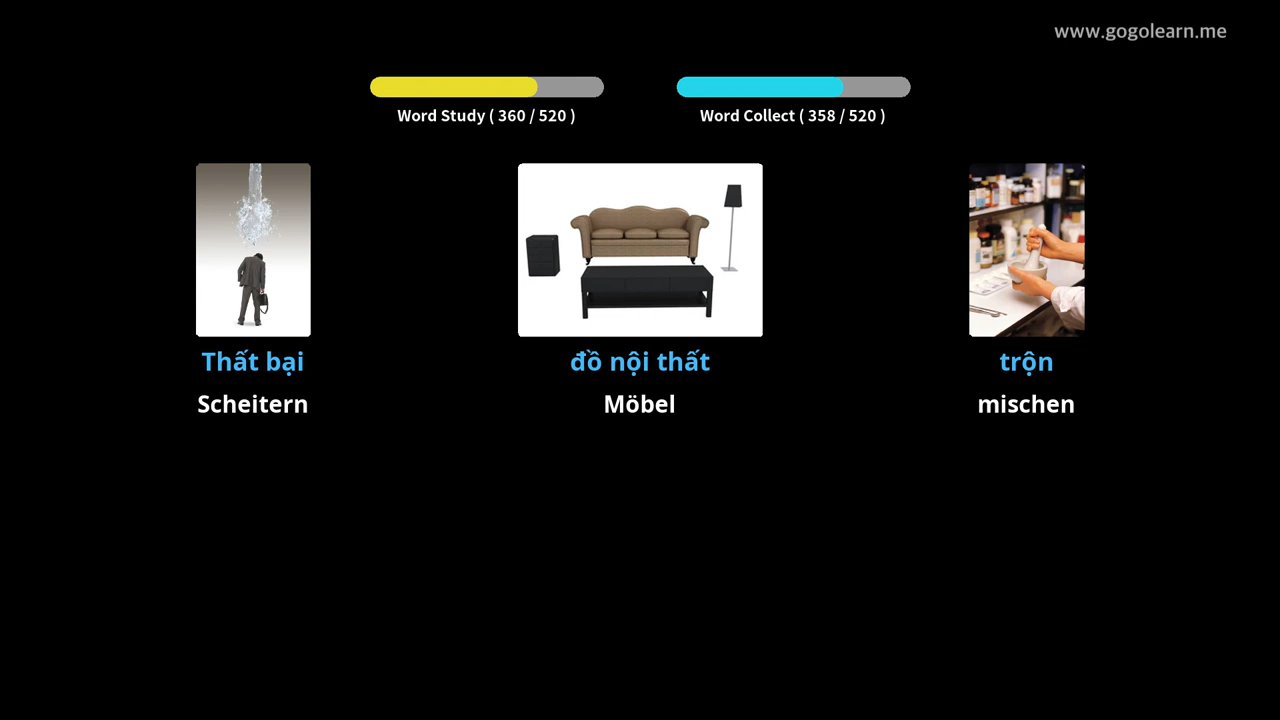 www.gogolearn.me
Word Study ( 360 / 520 )
Word Collect ( 358 / 520 )
Thất bại
đồ nội thất
trộn
Scheitern
Möbel
mischen